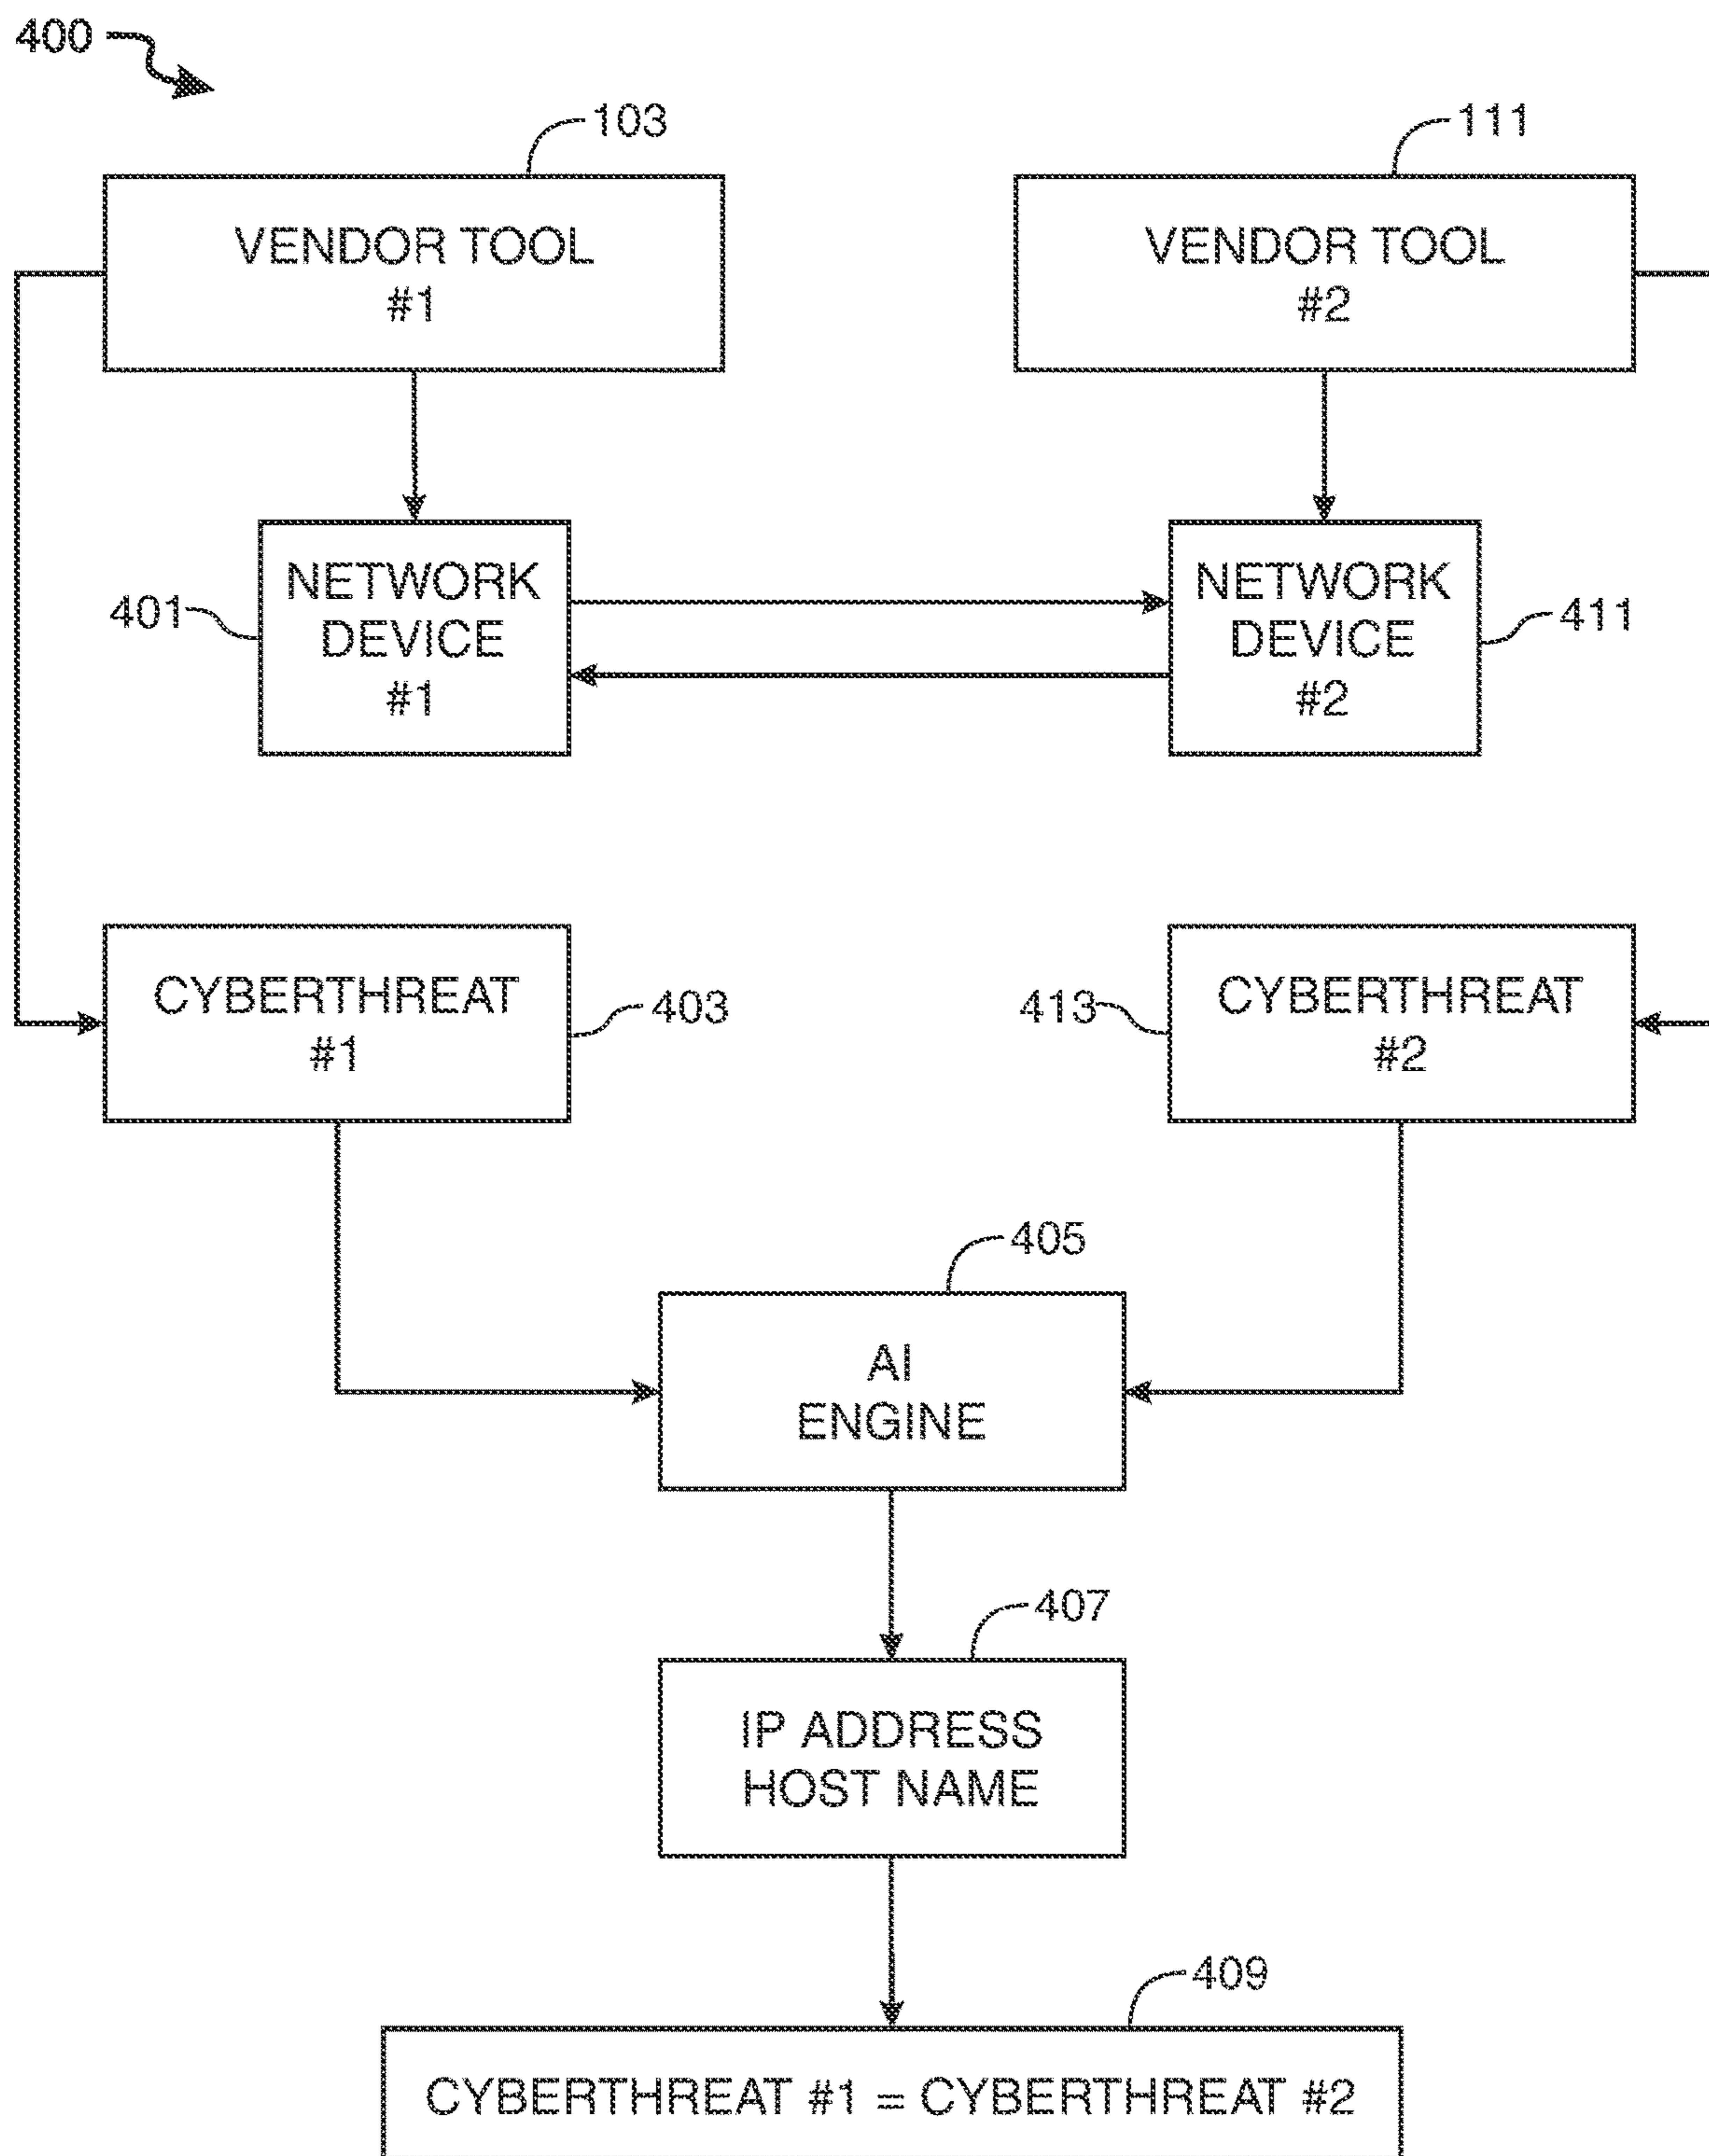 400
103
111
VENDOR TOOL
#1
VENDOR TOOL
#2
NETWORK
DEVICE
#1
401
NETWORK
DEVICE
#2
411
CYBERTHREAT
#1
403
413
CYBERTHREAT
#2
405
AI
ENGINE
407
IP ADDRESS
HOST NAME
409
CYBERTHREAT #1 = CYBERTHREAT #2